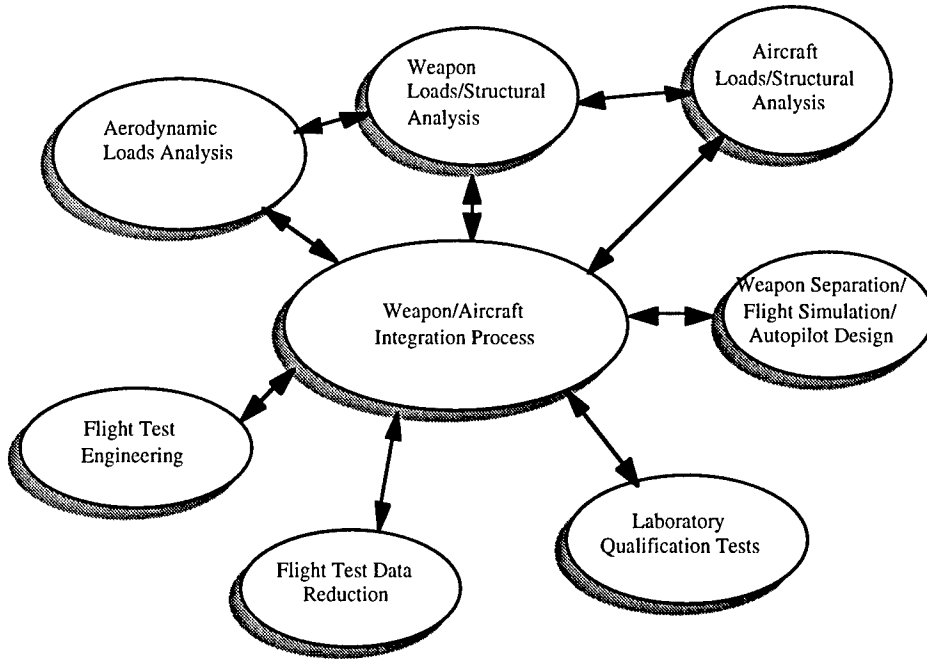 Weapon
Loads/Structural
Analysis
Aircraft
Loads/Structural
Analysis
Aerodynamic
Loads Analysis
Weapon/Aircraft
Integration Process
Weapon Separation/
Flight Simulation/
Autopilot Design
Flight Test
Engineering
Flight Test Data
Reduction
Laboratory
Qualification Tests